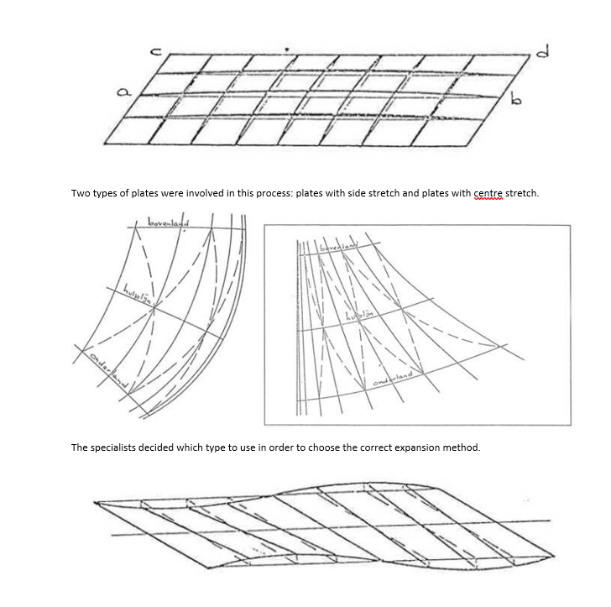 c d
a b
Two types of plates were involved in this process: plates with side stretch and plates with centre stretch.
bovenland
hulplijn
onderland
bovenland
hulplijn
onderland
The specialists decided which type to use in order to choose the correct expansion method.